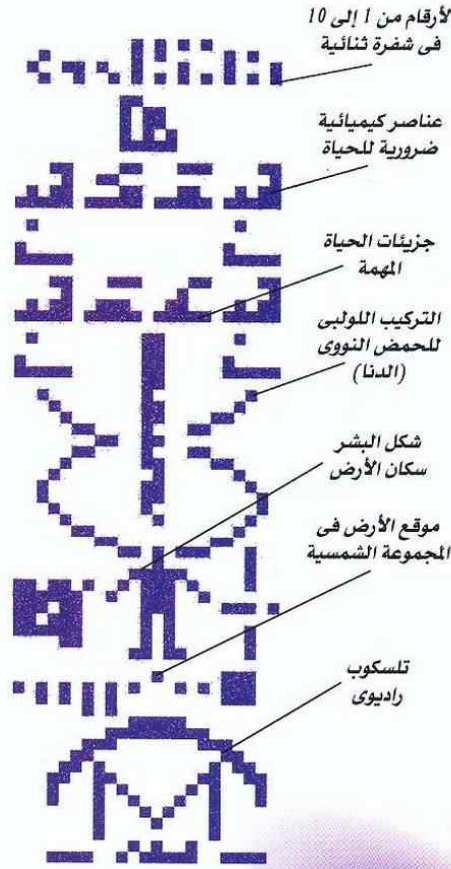 لأرقام من 1 إلى 10
فى شفرة ثنائية
عناصر كيميائية
ضرورية للحياة
جزيئات الحياة
المهمة
التركيب اللولبى
للحمض النووى
(الدنا)
شكل البشر
سكان الأرض
موقع الأرض فى
المجموعة الشمسية
تلسكوب
راديوى